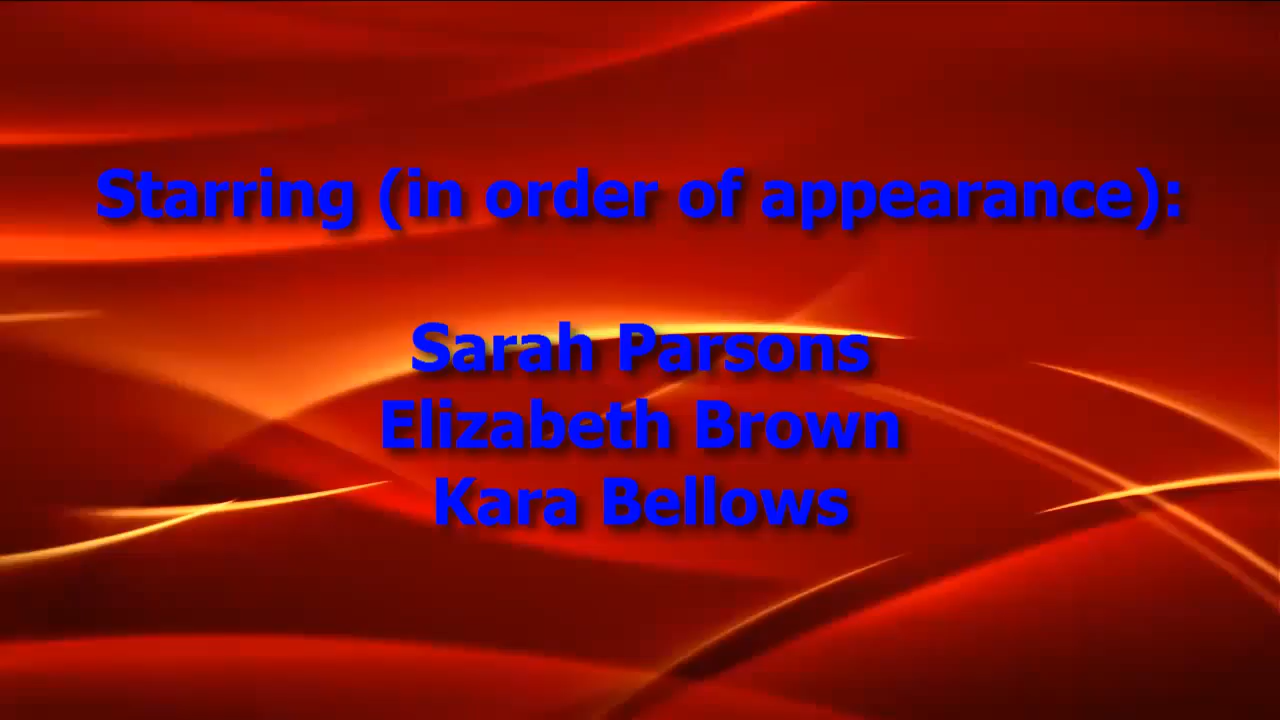 Starring (in order of appearance):
Sarah Parsons
Elizabeth Brown
Kara Bellows